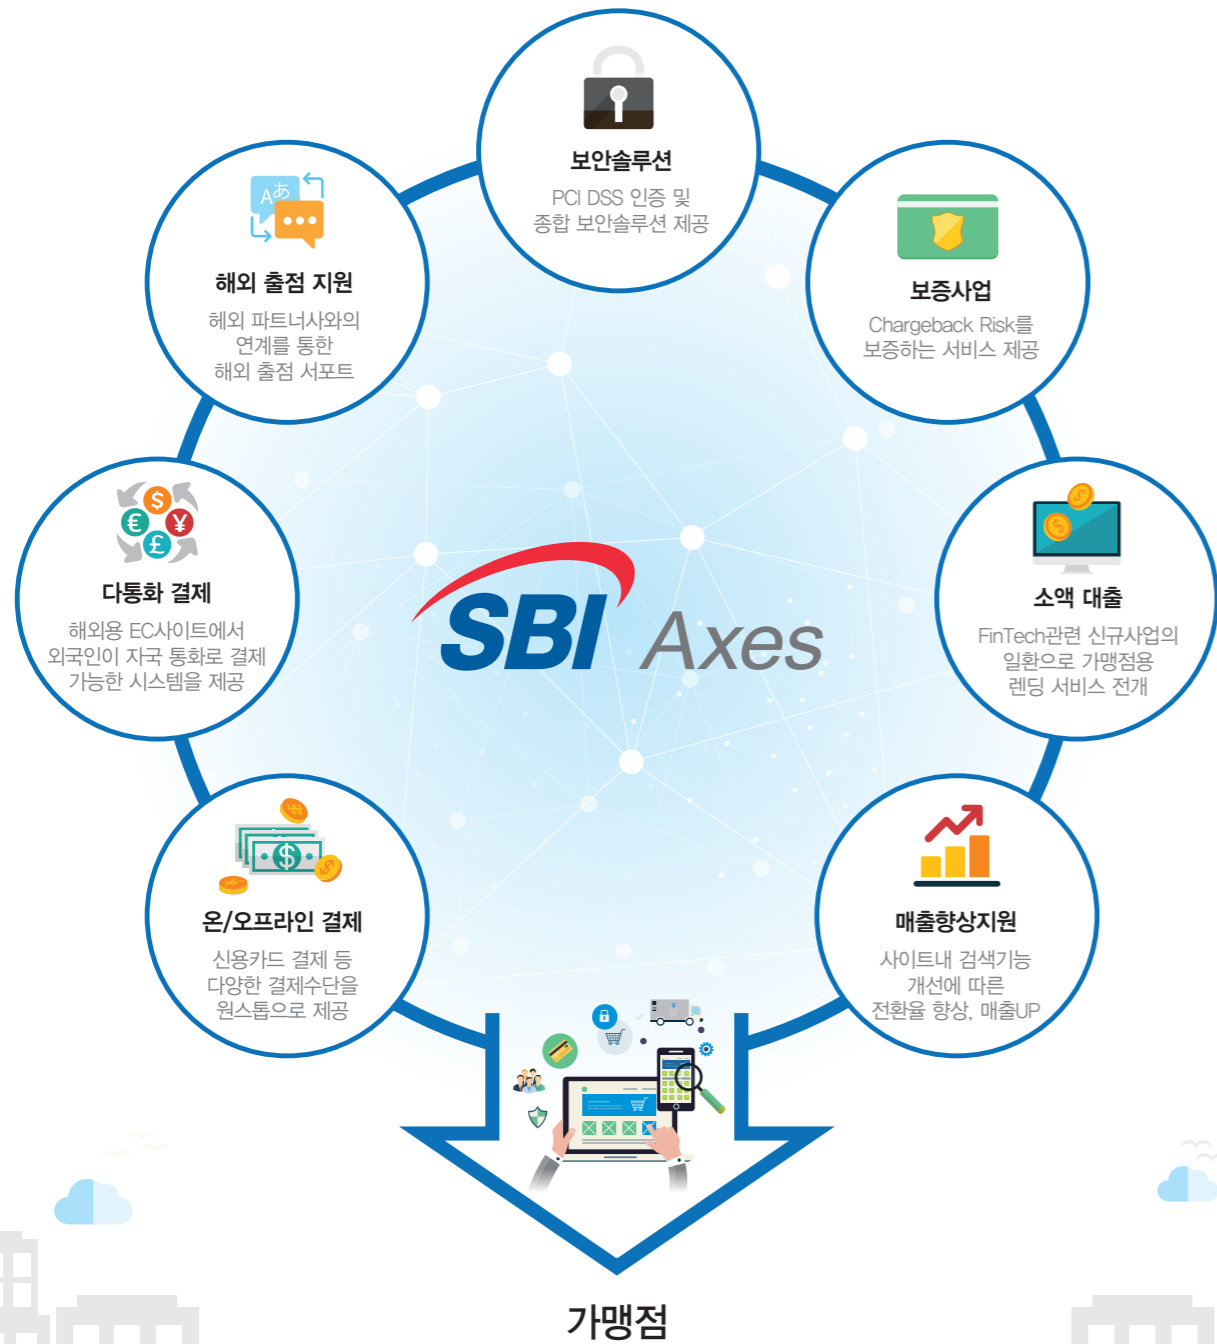 보안솔루션
PCI DSS 인증 및
종합 보안솔루션 제공
A あ
해외 출점 지원
헤외 파트너사와의
연계를 통한
해외 출점 서포트
보증사업
Chargeback Risk를
보증하는 서비스 제공
$
€ ¥
£
다통화 결제
해외용 EC사이트에서
외국인이 자국 통화로 결제
가능한 시스템을 제공
SBI Axes
소액 대출
FinTech관련 신규사업의
일환으로 가맹점용
렌딩 서비스 전개
온/오프라인 결제
신용카드 결제 등
다양한 결제수단을
원스톱으로 제공
매출향상지원
사이트내 검색기능
개선에 따른
전환율 향상, 매출UP
가맹점